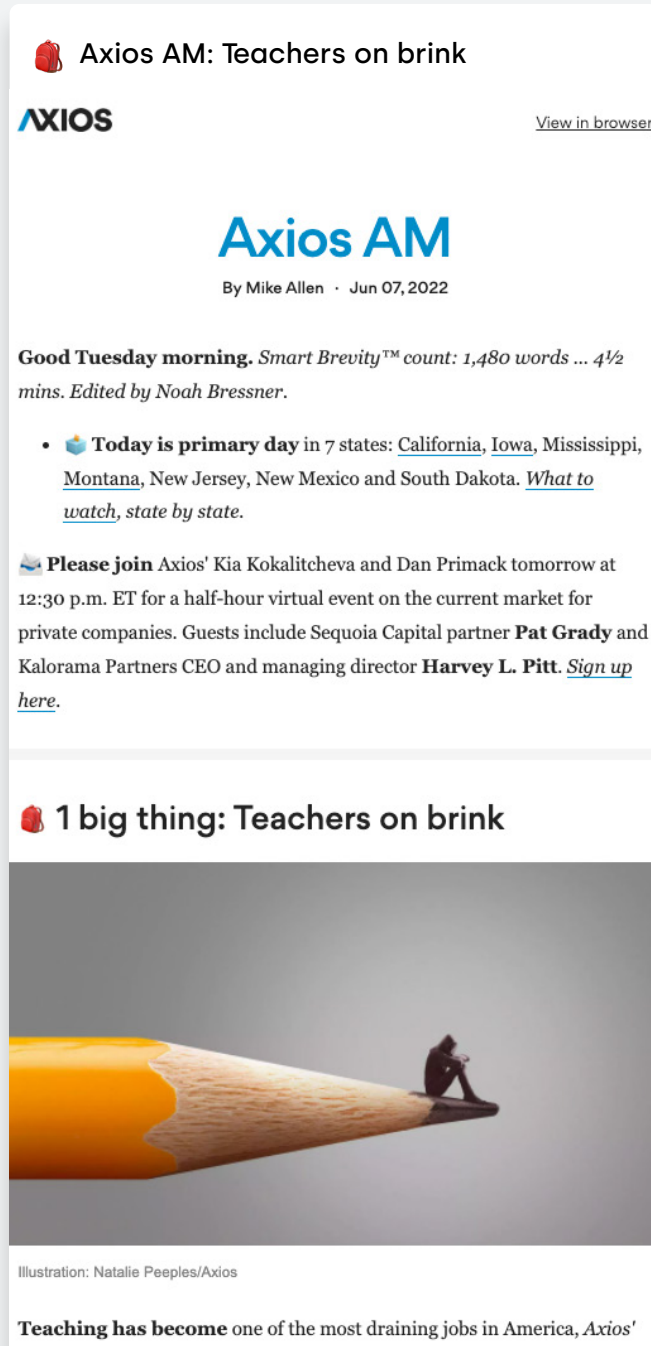 🎒 Axios AM: Teachers on brink
AXIOS
View in browser
Axios AM
By Mike Allen · Jun 07, 2022
Good Tuesday morning. Smart Brevity™ count: 1,480 words ... 4½
mins. Edited by Noah Bressner.
• 🗳️ Today is primary day in 7 states: California, Iowa, Mississippi,
Montana, New Jersey, New Mexico and South Dakota. What to
watch, state by state.
📨 Please join Axios' Kia Kokalitcheva and Dan Primack tomorrow at
12:30 p.m. ET for a half-hour virtual event on the current market for
private companies. Guests include Sequoia Capital partner Pat Grady and
Kalorama Partners CEO and managing director Harvey L. Pitt. Sign up
here.
🎒 1 big thing: Teachers on brink
Illustration: Natalie Peeples/Axios
Teaching has become one of the most draining jobs in America, Axios'